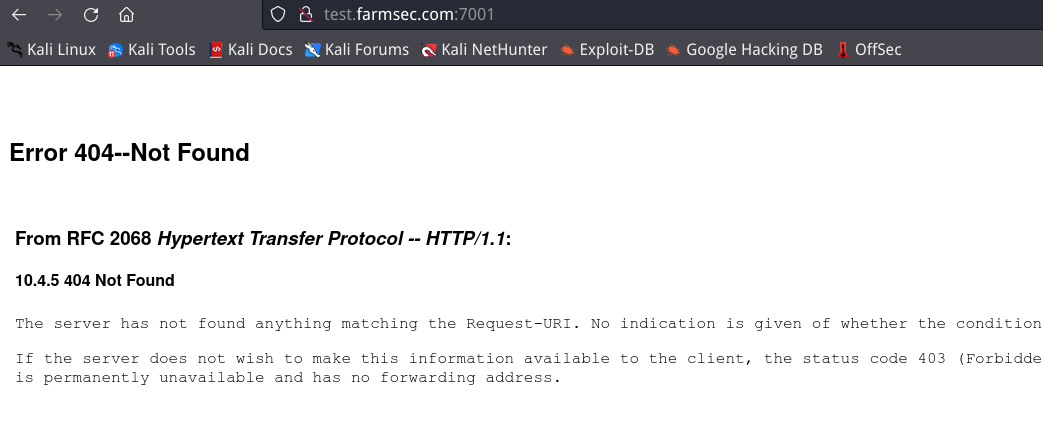 test.farmsec.com:7001
Kali Linux Kali Tools Kali Docs Kali Forums Kali NetHunter Exploit-DB Google Hacking DB OffSec
Error 404--Not Found
From RFC 2068 Hypertext Transfer Protocol -- HTTP/1.1:
10.4.5 404 Not Found
The server has not found anything matching the Request-URI. No indication is given of whether the condition
If the server does not wish to make this information available to the client, the status code 403 (Forbidde
is permanently unavailable and has no forwarding address.